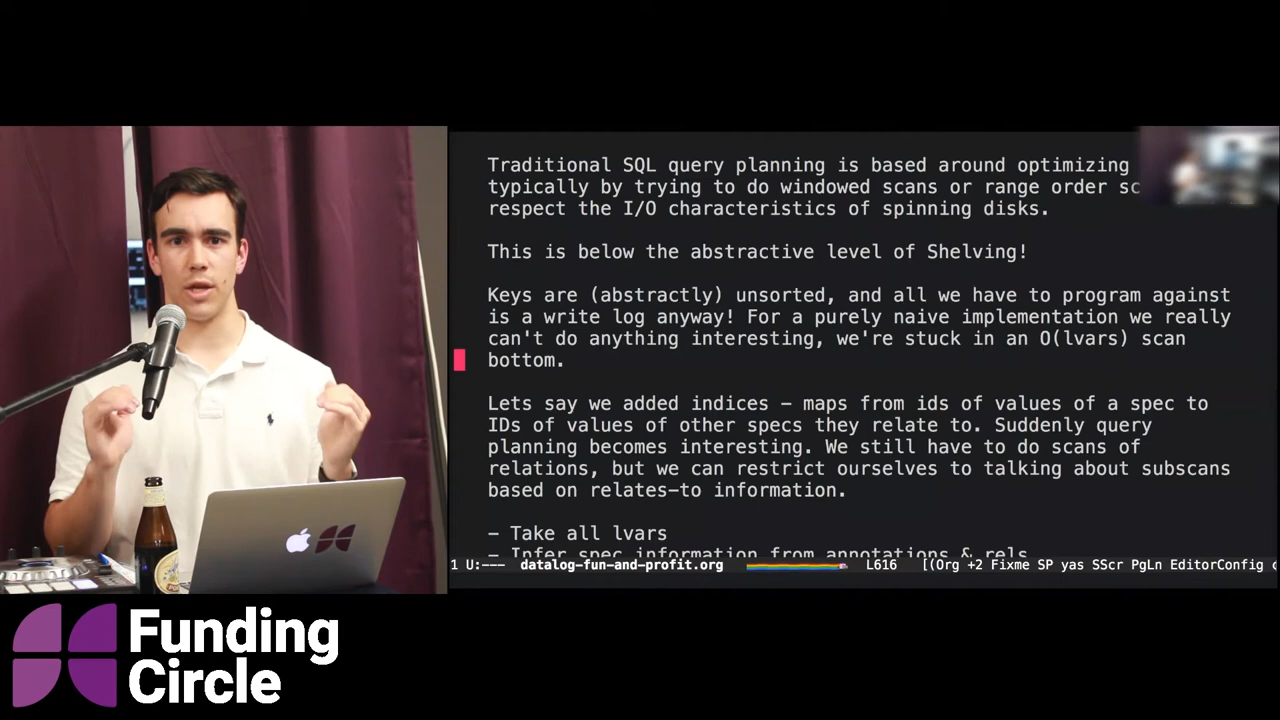 Traditional SQL query planning is based around optimizing
typically by trying to do windowed scans or range order sc
respect the I/O characteristics of spinning disks.
This is below the abstractive level of Shelving!
Keys are (abstractly) unsorted, and all we have to program against
is a write log anyway! For a purely naive implementation we really
can't do anything interesting, we're stuck in an O(lvars) scan
bottom.
Lets say we added indices - maps from ids of values of a spec to
IDs of values of other specs they relate to. Suddenly query
planning becomes interesting. We still have to do scans of
relations, but we can restrict ourselves to talking about subscans
based on relates-to information.
- Take all lvars
- Infer spec information from annotations & rels
1 U:--- datalog-fun-and-profit.org L616 [(Org +2 Fixme SP yas SScr PgLn EditorConfig c
Funding
Circle